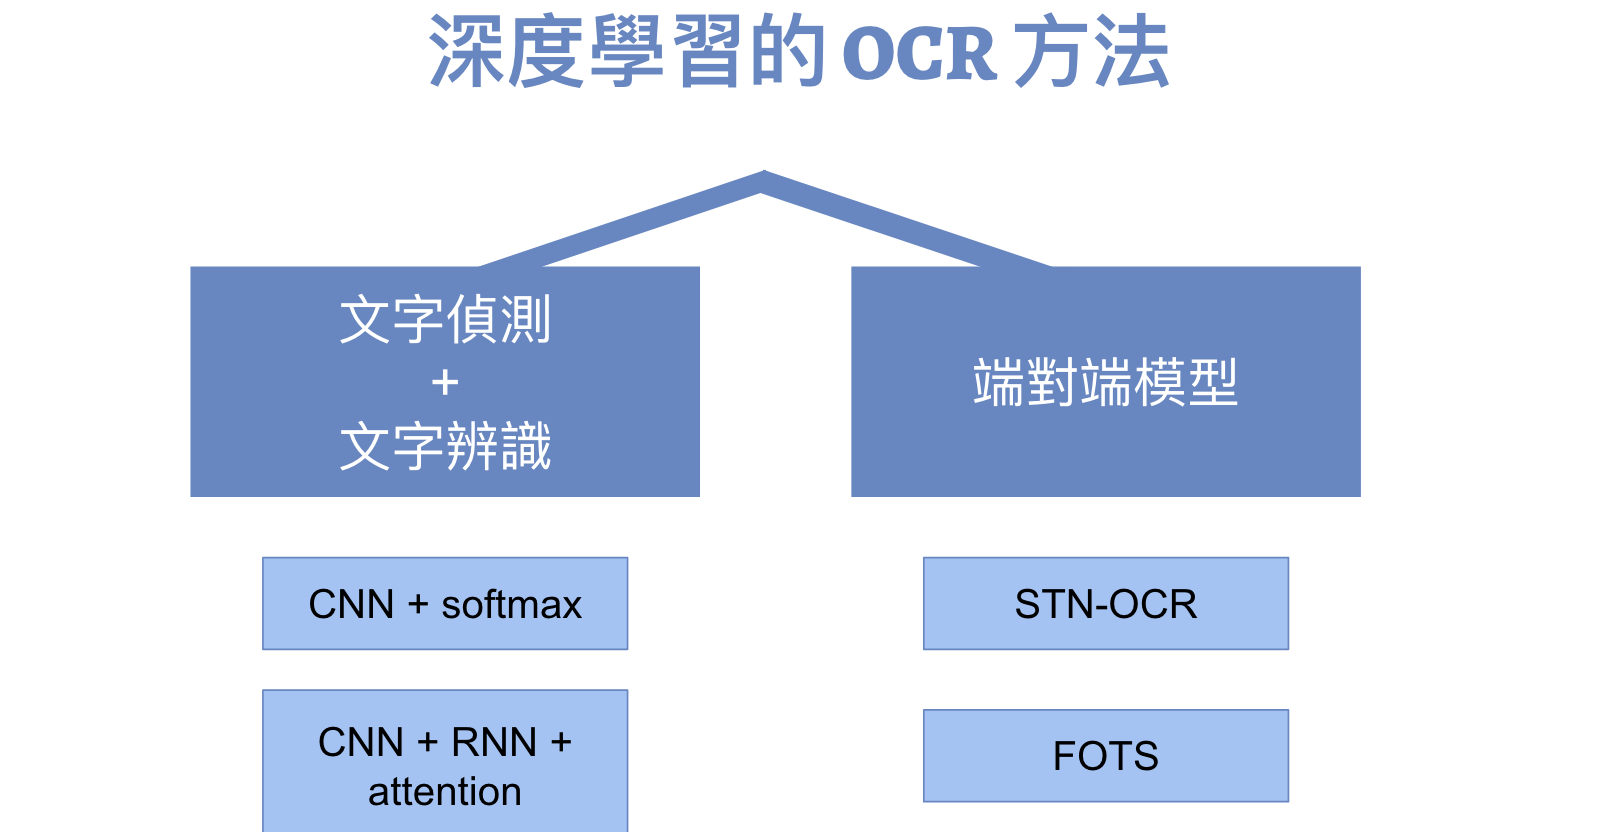 深度學習的 OCR 方法
文字偵測
+
文字辨識
CNN + softmax
CNN + RNN +
attention
端對端模型
STN-OCR
FOTS